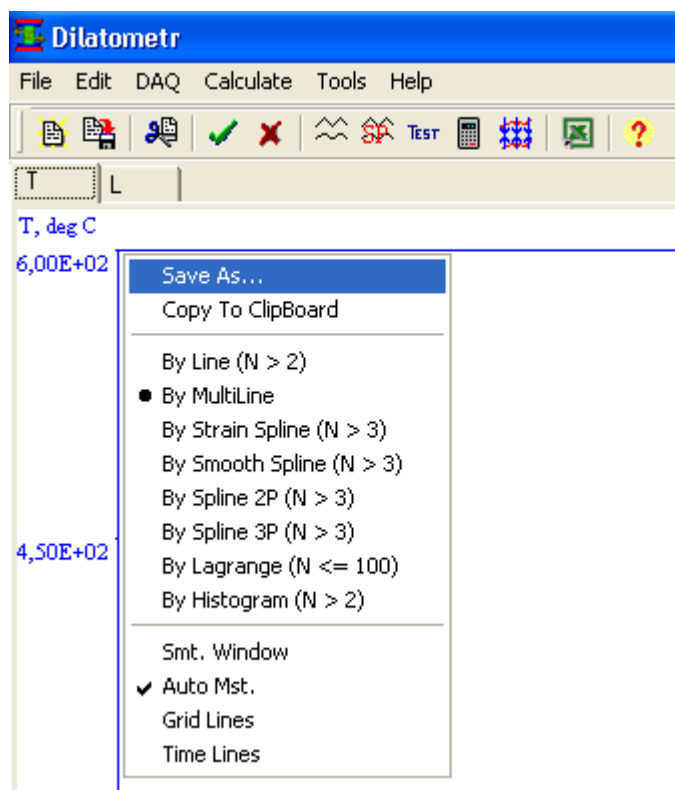 Dilatometr
File Edit DAQ Calculate Tools Help
SP TEST ?
T L
T, deg C
6,00E+02
Save As...
Copy To ClipBoard
By Line (N > 2)
By MultiLine
By Strain Spline (N > 3)
By Smooth Spline (N > 3)
By Spline 2P (N > 3)
By Spline 3P (N > 3)
4,50E+02
By Lagrange (N <= 100)
By Histogram (N > 2)
Smt. Window
Auto Mst.
Grid Lines
Time Lines